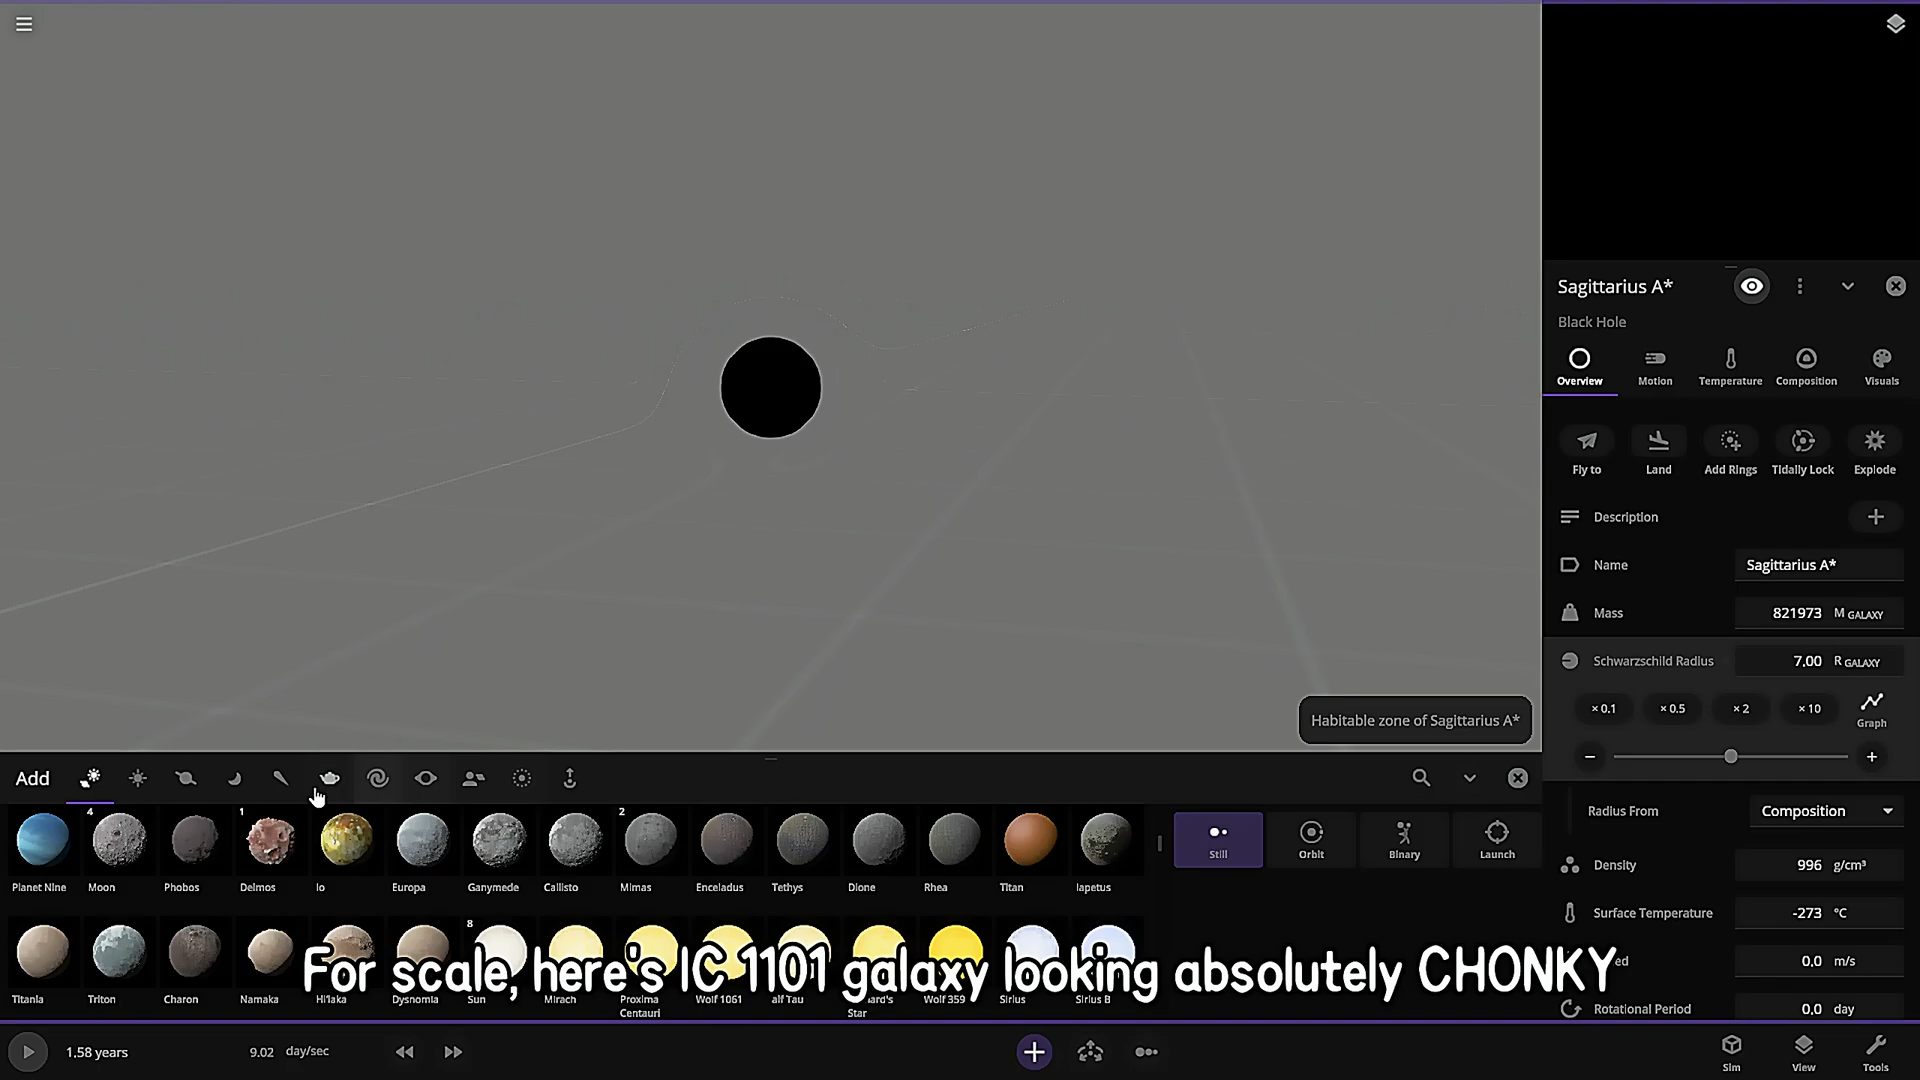 Sagittarius A*
Black Hole
Overview
Motion
Temperature
Composition
Visuals
Fly to
Land
Add Rings
Tidally Lock
Explode
Description
Name
Sagittarius A*
Mass
821973 M GALAXY
Schwarzschild Radius
7.00 R GALAXY
× 0.1
× 0.5
× 2
× 10
Graph
Habitable zone of Sagittarius A*
Radius From
Composition
Density
996 g/cm³
Surface Temperature
-273 °C
0.0 m/s
Rotational Period
0.0 day
Add
4
1
2
Planet Nine
Moon
Phobos
Deimos
Io
Europa
Ganymede
Callisto
Mimas
Enceladus
Tethys
Dione
Rhea
Titan
Iapetus
Still
Orbit
Binary
Launch
8
For scale, here's IC 1101 galaxy looking absolutely CHONKY
Titania
Triton
Charon
Namaka
Hi'iaka
Dysnomia
Sun
Mirach
Proxima
Centauri
Wolf 1061
alf Tau
Star
Wolf 359
Sirius
Sirius B
1.58 years
9.02 day/sec
Sim
View
Tools